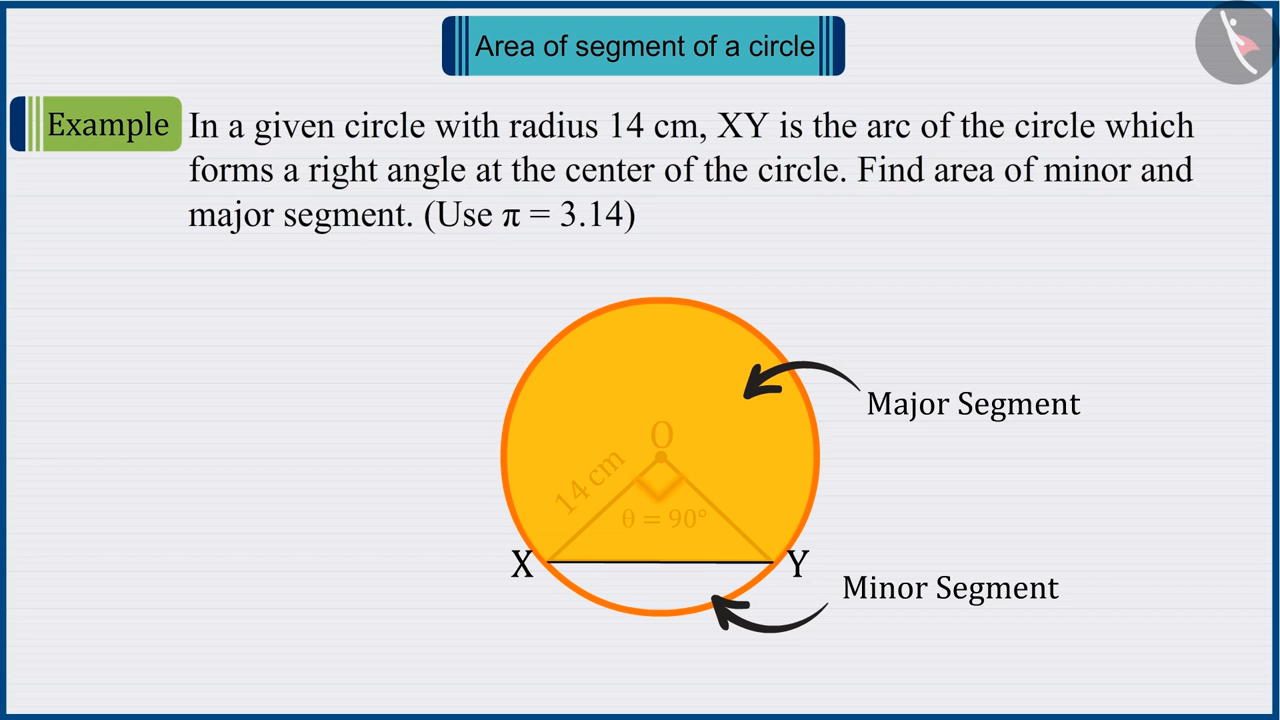 Area of segment of a circle
Example
In a given circle with radius 14 cm, XY is the arc of the circle which
forms a right angle at the center of the circle. Find area of minor and
major segment. (Use π = 3.14)
Major Segment
O
14 cm
θ = 90°
X
Y
Minor Segment